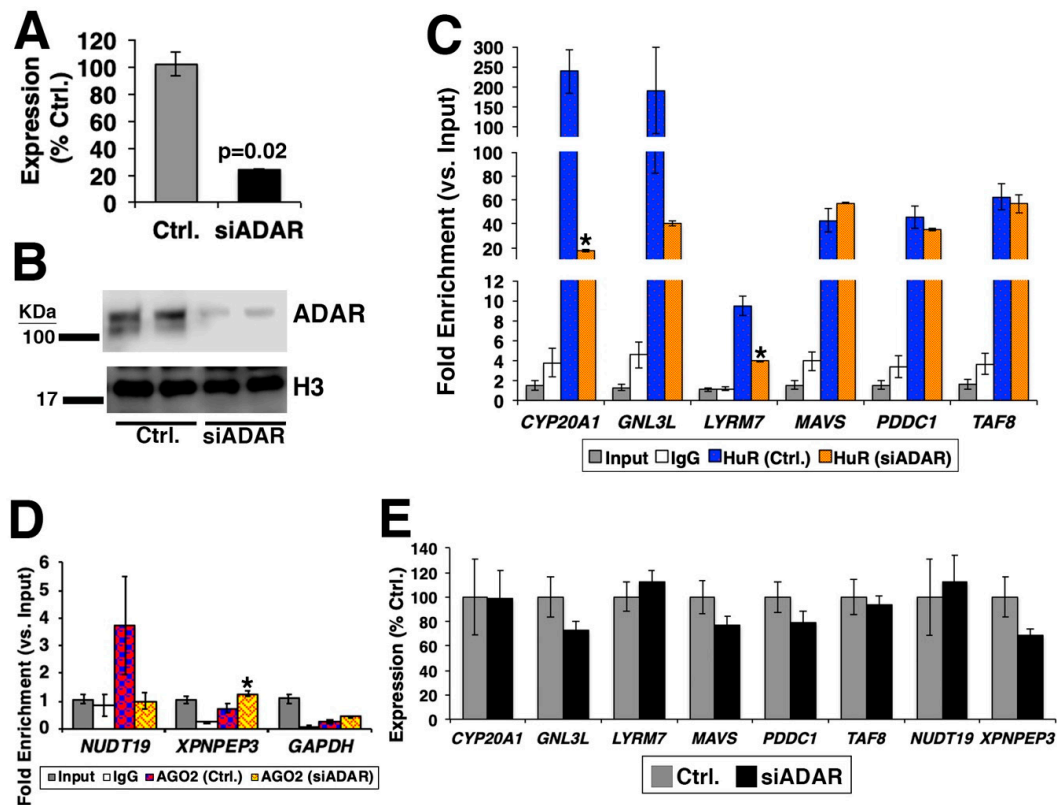 A
Expression
(% Ctrl.)
120
100
80
60
40
20
0
p=0.02
Ctrl. siADAR
B
KDa
100
17
ADAR
H3
Ctrl. siADAR
C
Fold Enrichment (vs. Input)
300
250
200
150
100
100
80
60
40
20
12
10
8
6
4
2
0
*
*
CYP20A1 GNL3L LYRM7 MAVS PDDC1 TAF8
Input IgG HuR (Ctrl.) HuR (siADAR)
D
Fold Enrichment (vs. Input)
6
5
4
3
2
1
0
*
NUDT19 XPNPEP3 GAPDH
Input IgG AGO2 (Ctrl.) AGO2 (siADAR)
E
Expression (% Ctrl.)
140
120
100
80
60
40
20
0
CYP20A1 GNL3L LYRM7 MAVS PDDC1 TAF8 NUDT19 XPNPEP3
Ctrl. siADAR